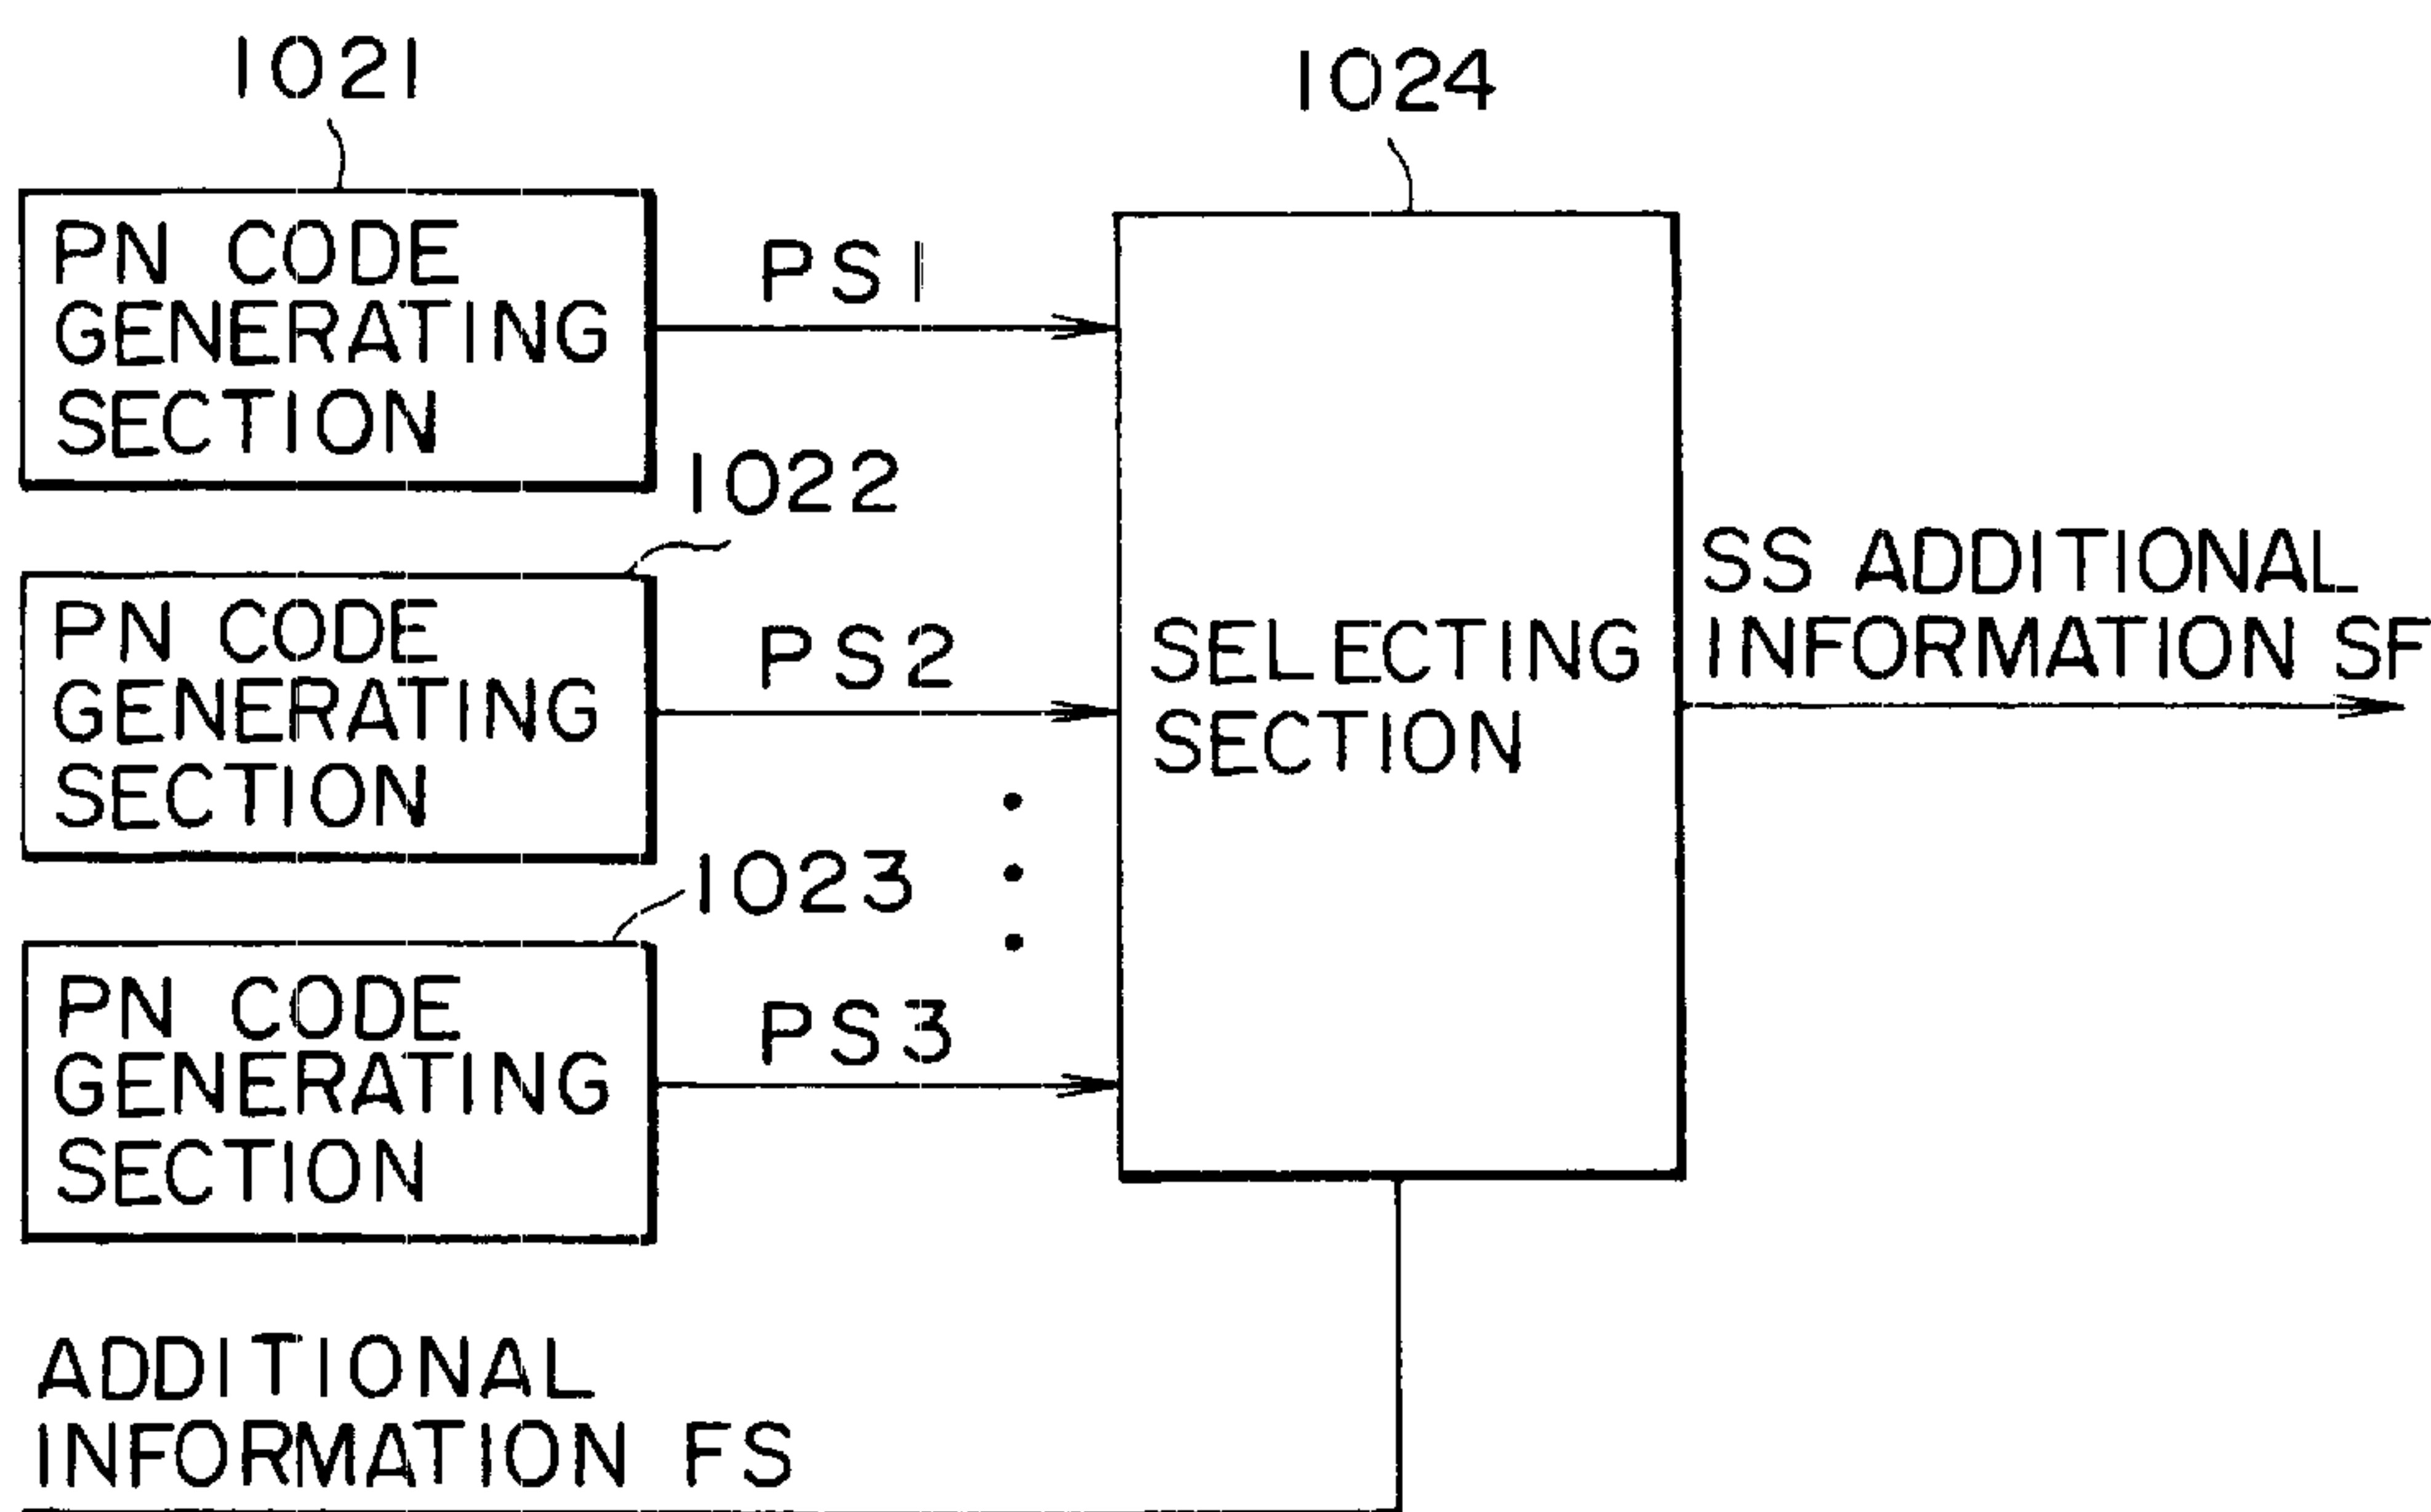 1021
1024
PN CODE
GENERATING
SECTION
PS1
1022
PN CODE
GENERATING
SECTION
PS2
SELECTING
SECTION
SS ADDITIONAL
INFORMATION SF
1023
PN CODE
GENERATING
SECTION
PS3
ADDITIONAL
INFORMATION FS